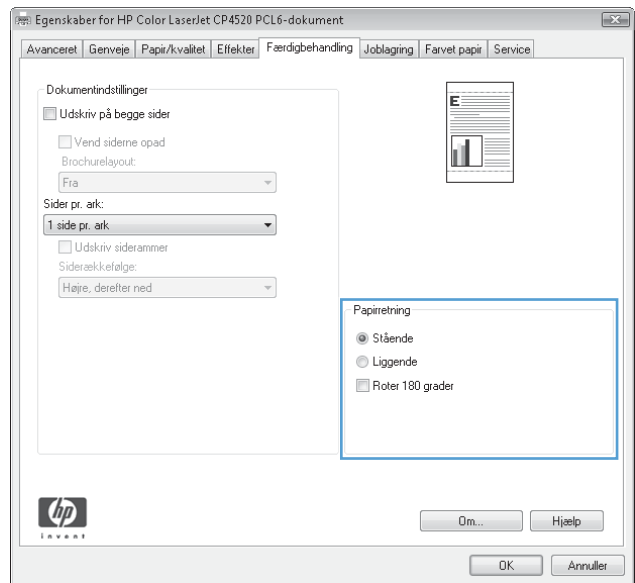 Egenskaber for HP Color LaserJet CP4520 PCL6-dokument
Avanceret Genveje Papir/kvalitet Effekter Færdigbehandling Joblagring Farvet papir Service
Dokumentindstillinger
Udskriv på begge sider
Vend siderne opad
Brochurelayout:
Fra
Sider pr. ark:
1 side pr. ark
Udskriv siderammer
Siderækkefølge:
Højre, derefter ned
E
Papirretning
Stående
Liggende
Roter 180 grader
hp
invent
Om... Hjælp
OK Annuller